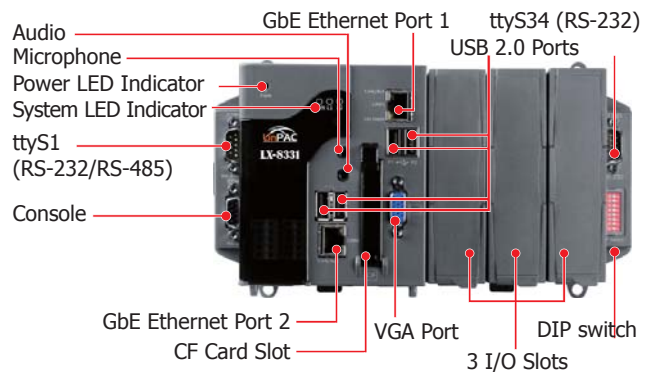 GbE Ethernet Port 1
ttyS34 (RS-232)
Audio
USB 2.0 Ports
Microphone
Power LED Indicator
System LED Indicator
ttyS1
(RS-232/RS-485)
Console
LinPAC
LX-8331
GbE Ethernet Port 2
VGA Port
DIP switch
CF Card Slot
3 I/O Slots